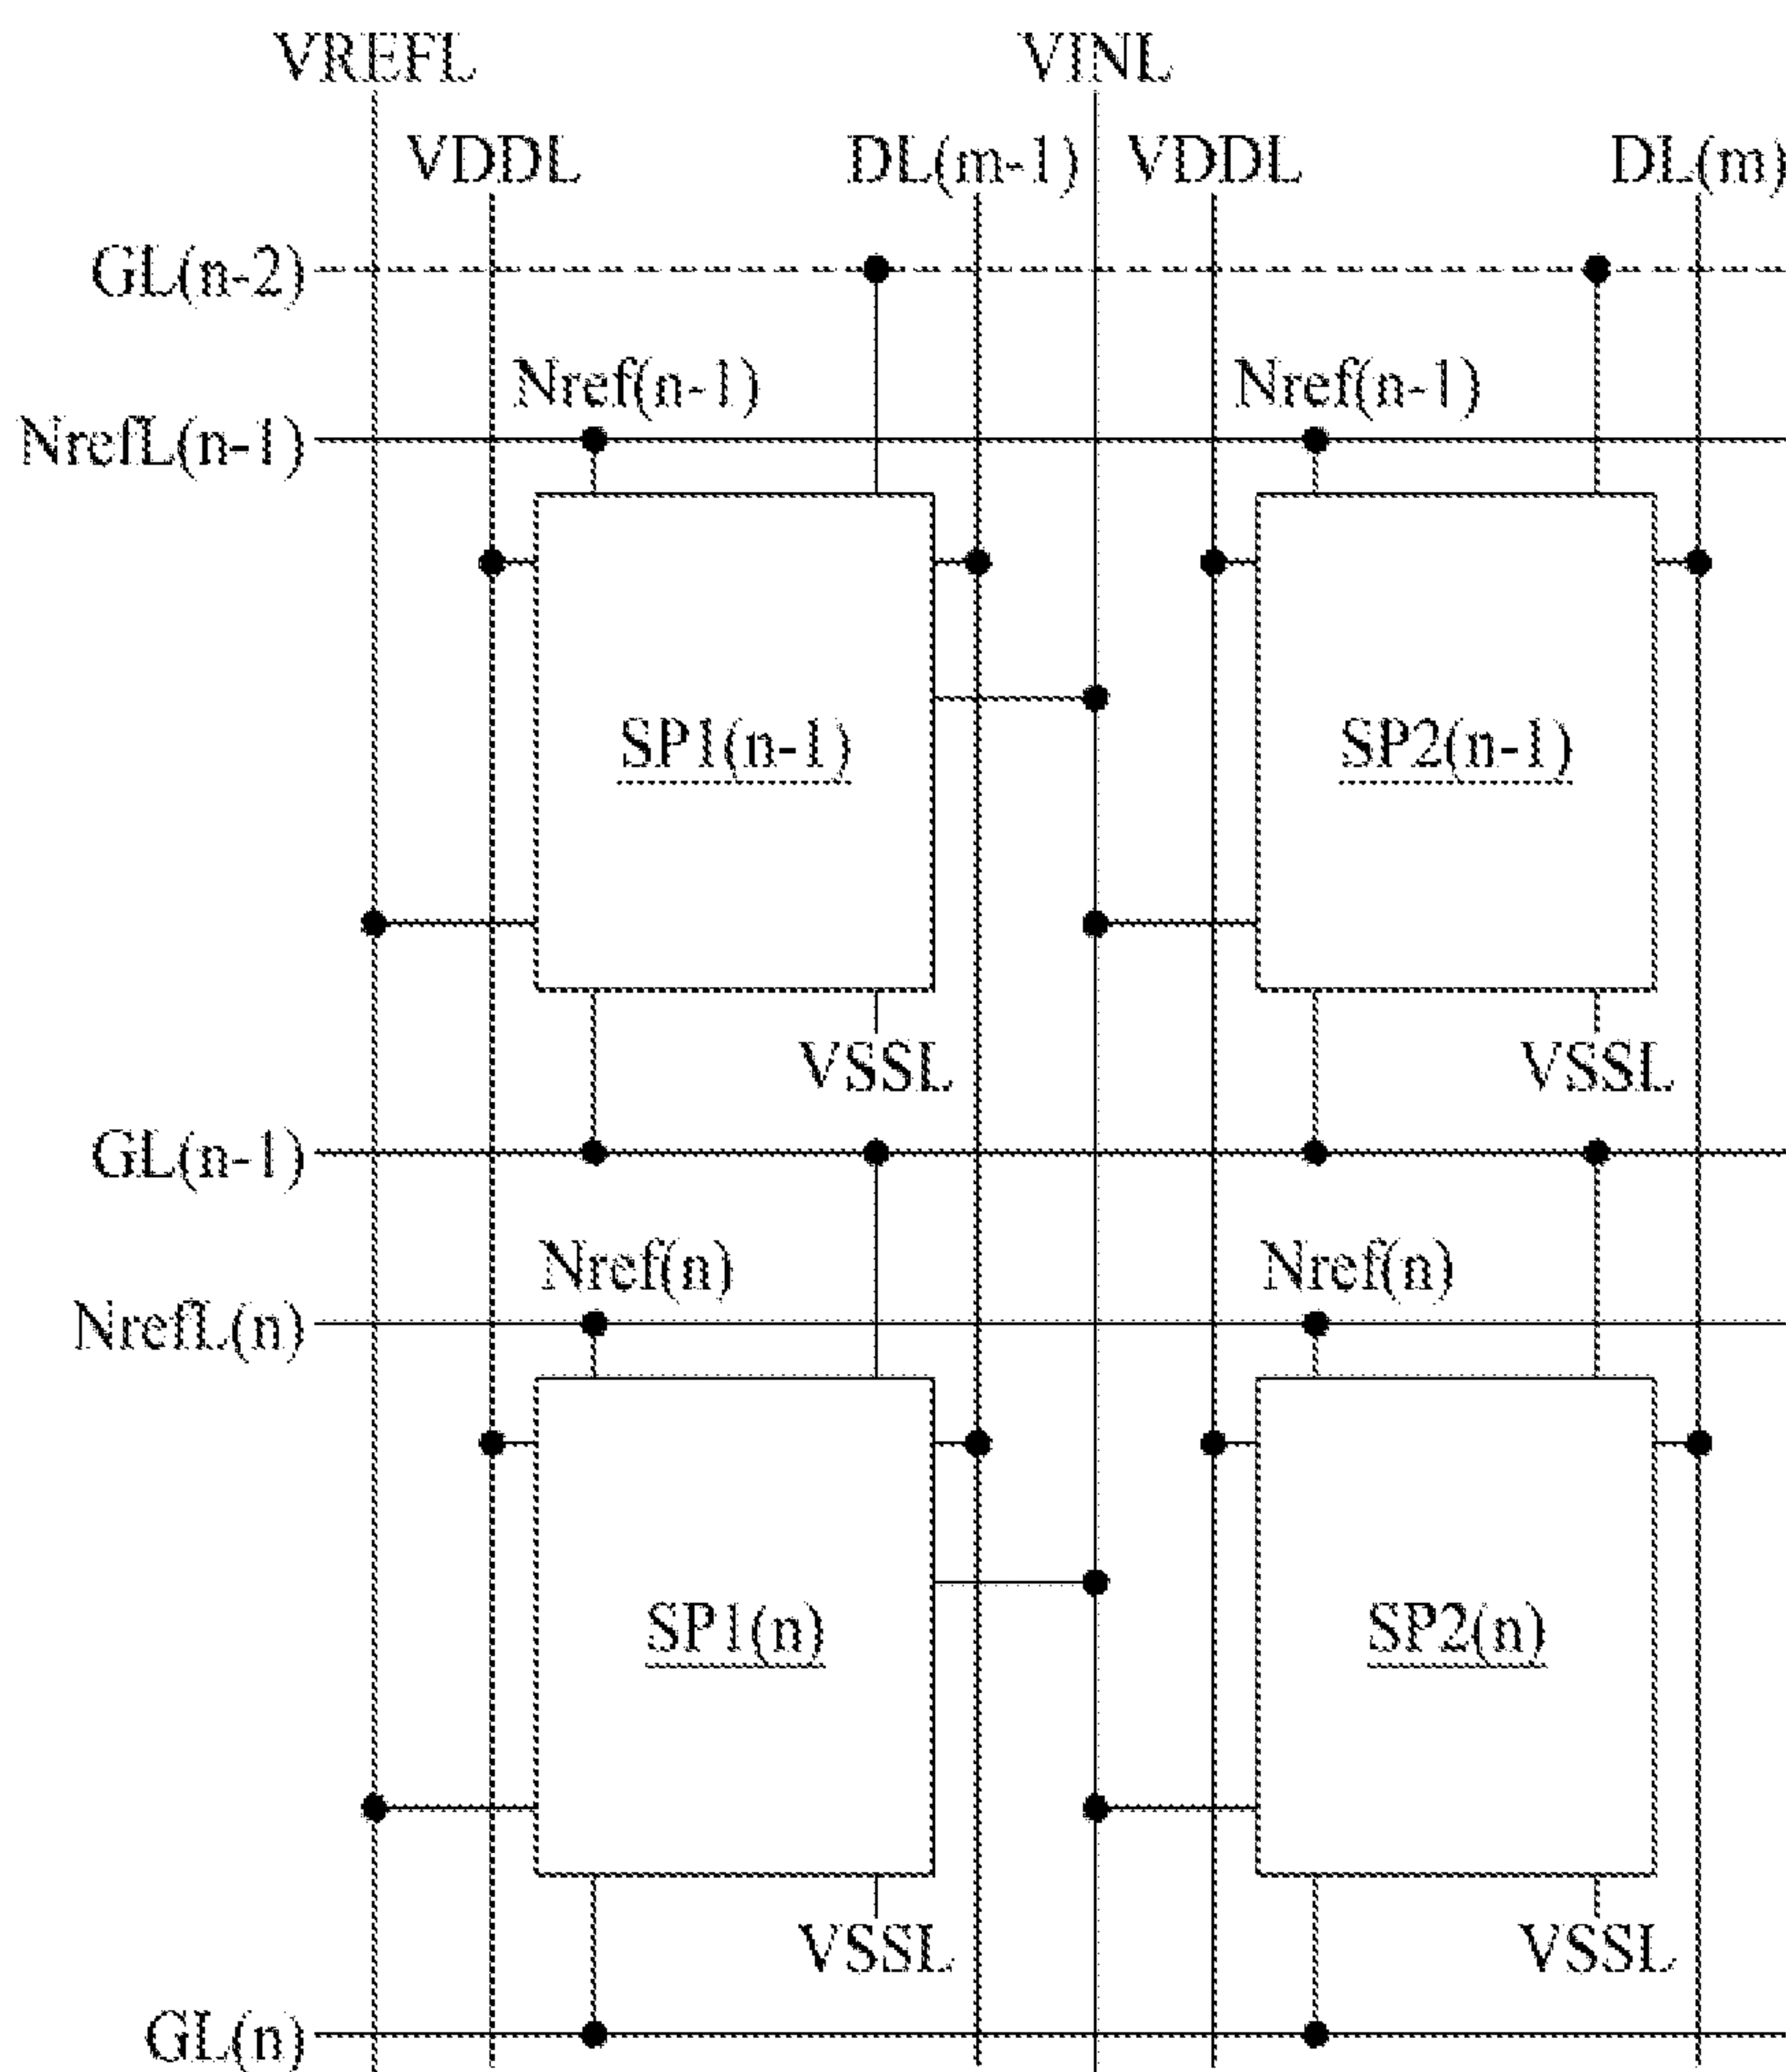 VREFL VINL
VDDL DL(m-1) VDDL DL(m)
GL(n-2)
Nref(n-1) Nref(n-1)
NrefL(n-1)
SP1(n-1) SP2(n-1)
VSSL VSSL
GL(n-1)
Nref(n) Nref(n)
NrefL(n)
SP1(n) SP2(n)
VSSL VSSL
GL(n)